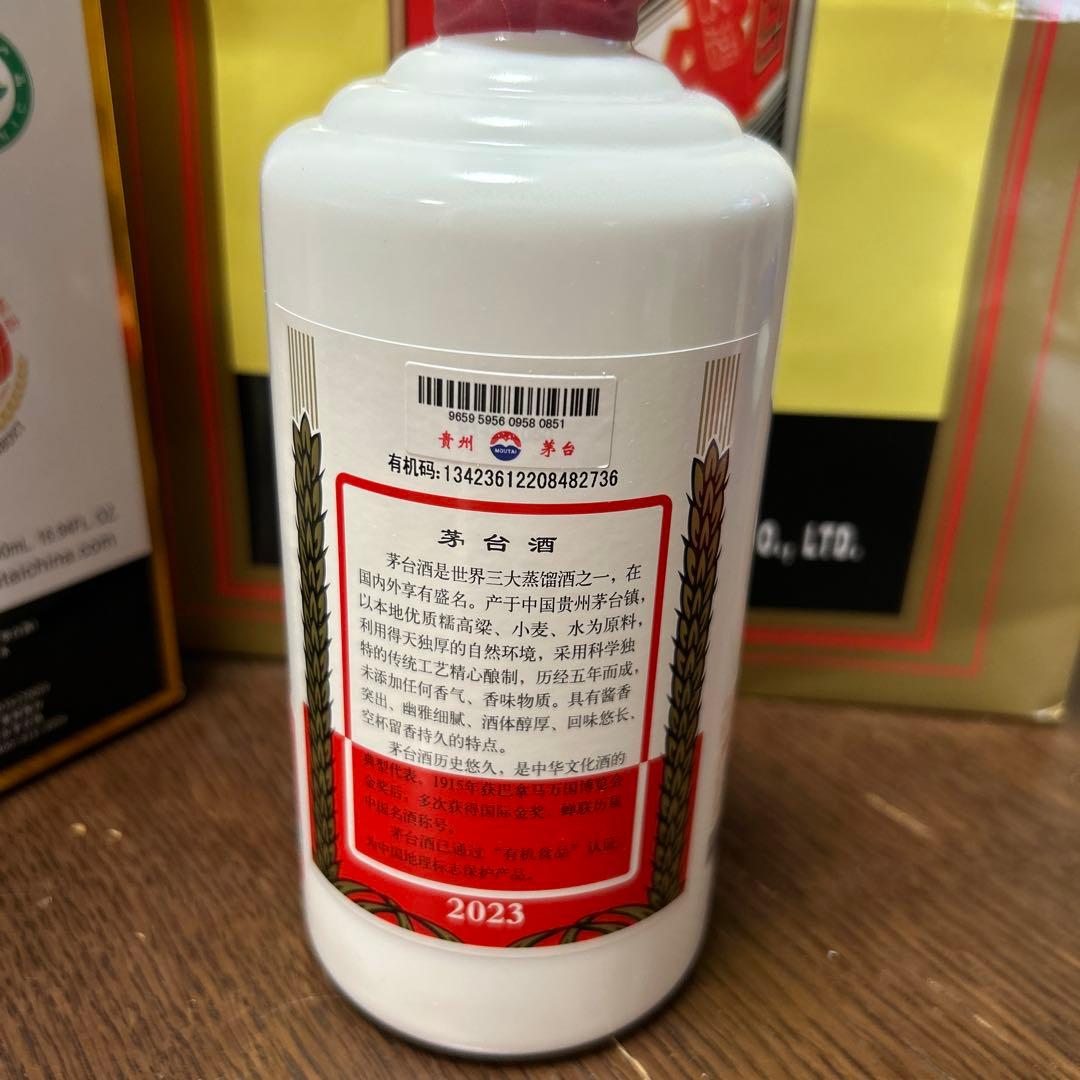 9659 5956 0958 0851
贵州 MOUTAI 茅台
有机码:13423612208482736
茅台酒
茅台酒是世界三大蒸馏酒之一，在
国内外享有盛名。产于中国贵州茅台镇，
以本地优质糯高粱、小麦、水为原料，
利用得天独厚的自然环境，采用科学独
特的传统工艺精心酿制，历经五年而成，
未添加任何香气、香味物质。具有酱香
突出、幽雅细腻、酒体醇厚、回味悠长、
空杯留香持久的特点。
茅台酒历史悠久，是中华文化酒的
典型代表。1915年获巴拿马万国博览会
金奖后，多次获得国际金奖，蝉联历届
中国名酒称号。
茅台酒已通过“有机食品”认证，
为中国地理标志保护产品。
2023
O., LTD.
0mL 16.94FL OZ
taichina.com